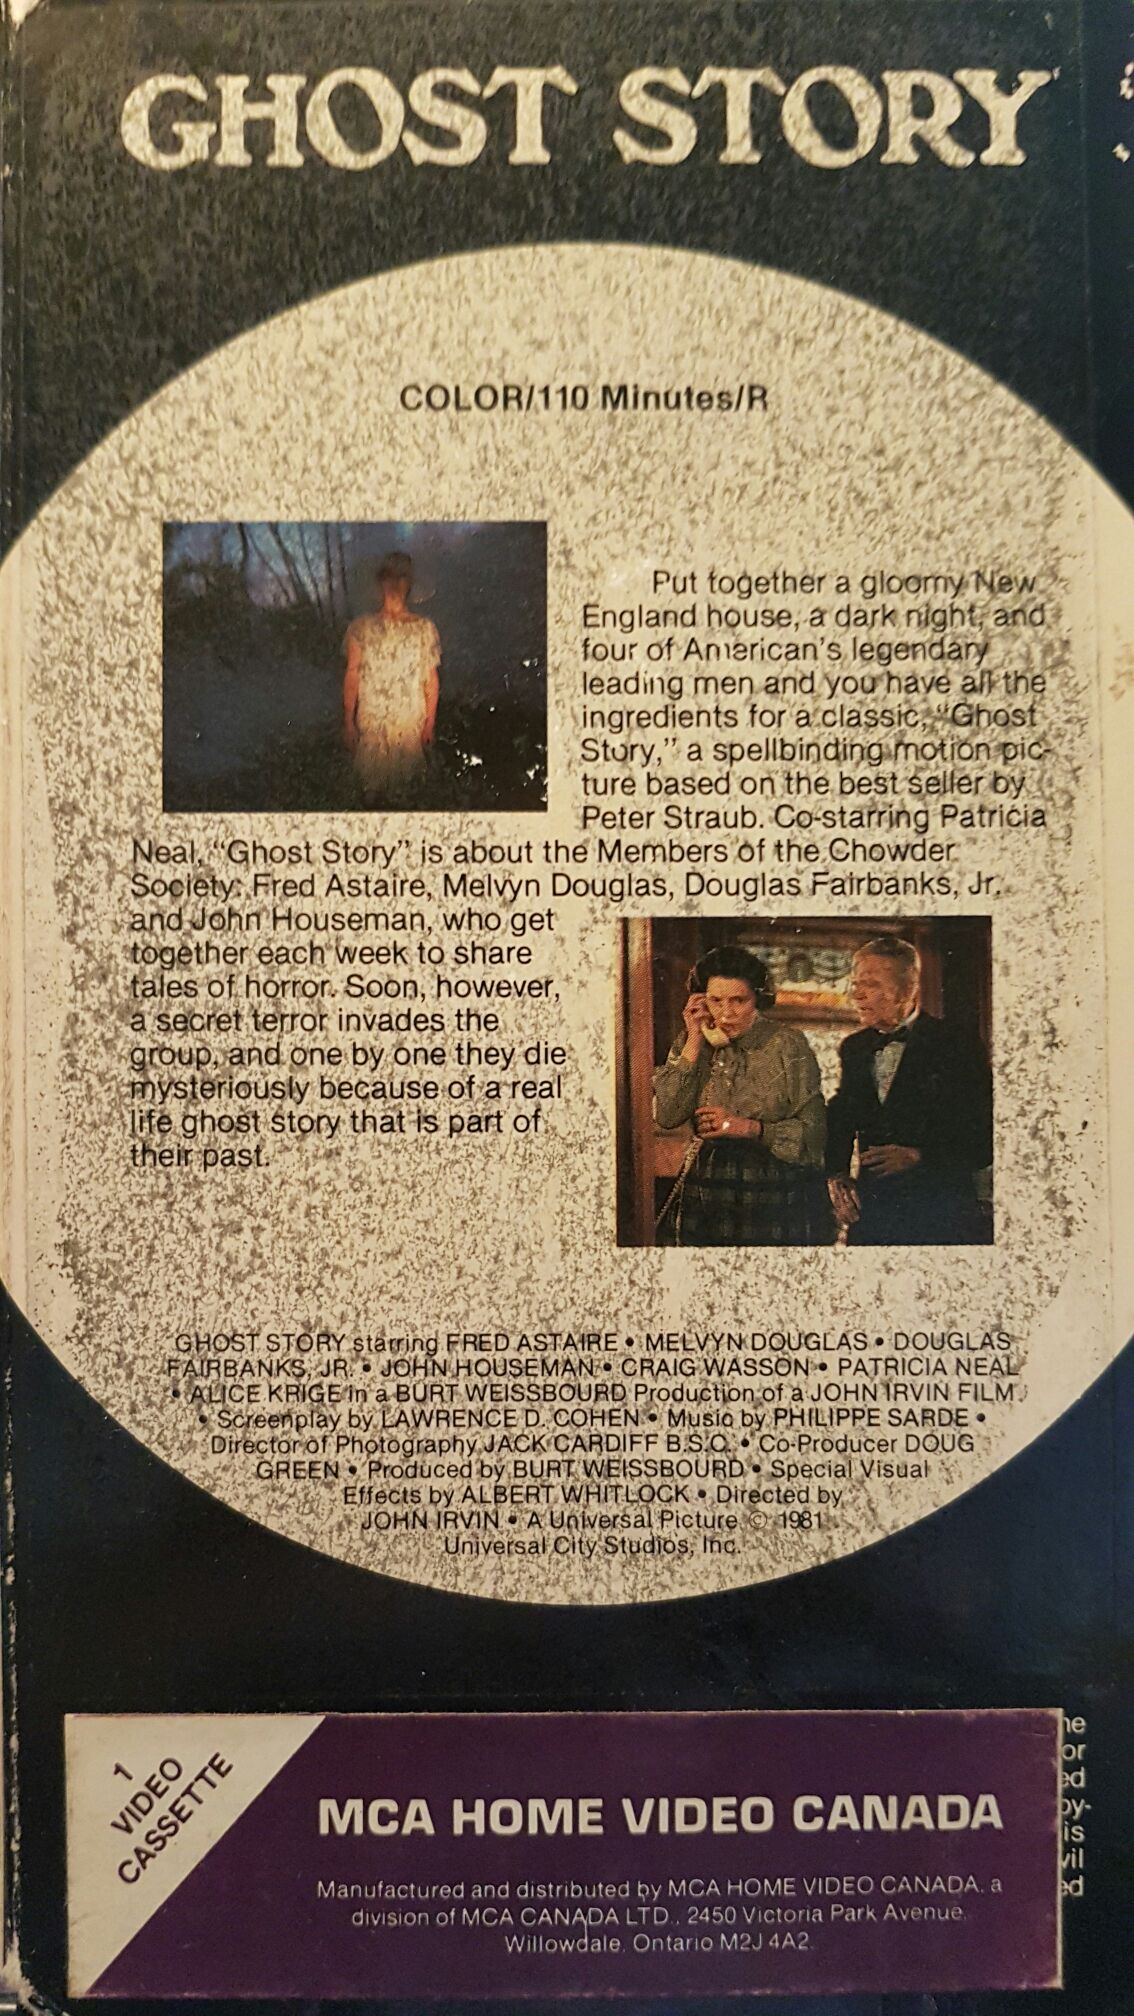 GHOST STORY
COLOR/110 Minutes/R
Put together a gloomy New
England house, a dark night, and
four of American's legendary
leading men and you have all the
ingredients for a classic, “Ghost
Story,” a spellbinding motion pic-
ture based on the best seller by
Peter Straub. Co-starring Patricia
Neal, “Ghost Story” is about the Members of the Chowder
Society: Fred Astaire, Melvyn Douglas, Douglas Fairbanks, Jr.
and John Houseman, who get
together each week to share
tales of horror. Soon, however,
a secret terror invades the
group, and one by one they die
mysteriously because of a real
life ghost story that is part of
their past.
GHOST STORY starring FRED ASTAIRE • MELVYN DOUGLAS • DOUGLAS
FAIRBANKS, JR. • JOHN HOUSEMAN • CRAIG WASSON • PATRICIA NEAL
• ALICE KRIGE in a BURT WEISSBOURD Production of a JOHN IRVIN FILM
• Screenplay by LAWRENCE D. COHEN • Music by PHILIPPE SARDE •
Director of Photography JACK CARDIFF B.S.C. • Co-Producer DOUG
GREEN • Produced by BURT WEISSBOURD • Special Visual
Effects by ALBERT WHITLOCK • Directed by
JOHN IRVIN • A Universal Picture © 1981
Universal City Studios, Inc.
1
VIDEO
CASSETTE
MCA HOME VIDEO CANADA
Manufactured and distributed by MCA HOME VIDEO CANADA, a
division of MCA CANADA LTD., 2450 Victoria Park Avenue,
Willowdale, Ontario M2J 4A2.